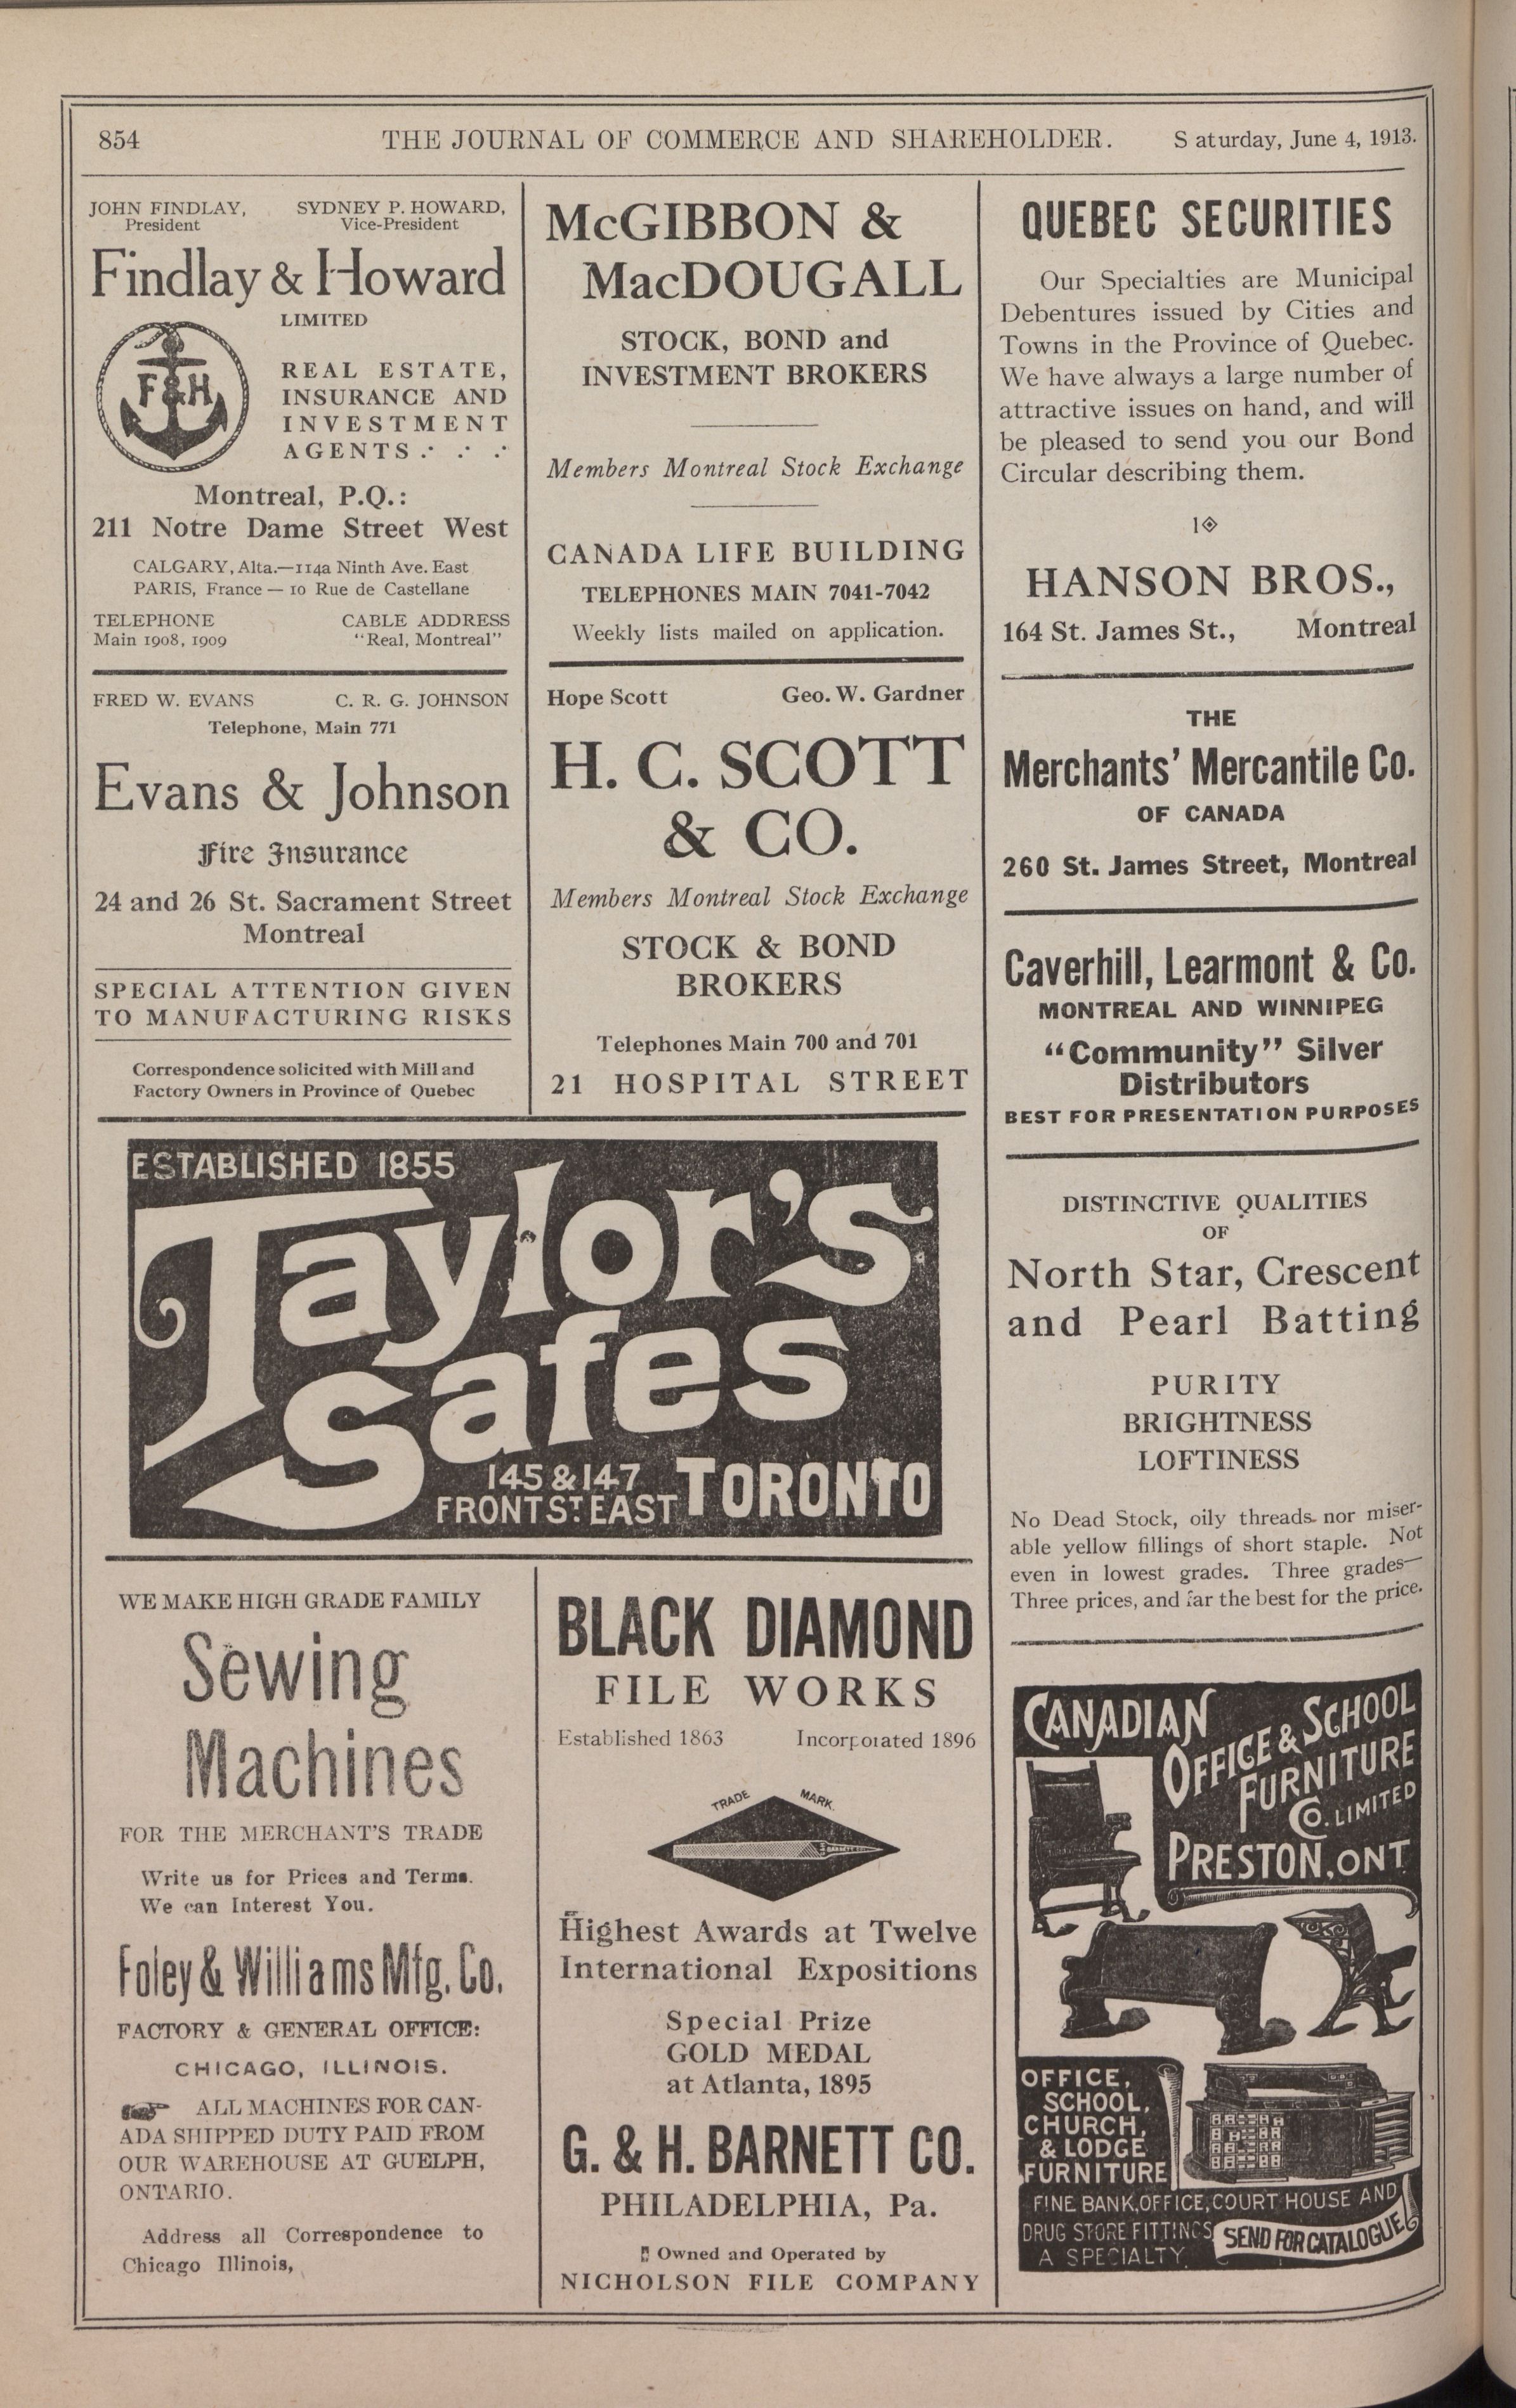 854
THE JOURNAL OF COMMERCE AND SHAREHOLDER.
S aturday, June 4, 1913.
JOHN FINDLAY, SYDNEY P. HOWARD,
President Vice-President
Findlay & Howard
LIMITED
F&H
REAL ESTATE,
INSURANCE AND
INVESTMENT
AGENTS
Montreal, P.Q.:
211 Notre Dame Street West
CALGARY, Alta.—114a Ninth Ave. East
PARIS, France — 10 Rue de Castellane
TELEPHONE CABLE ADDRESS
Main 1908, 1909 "Real, Montreal"
FRED W. EVANS C. R. G. JOHNSON
Telephone, Main 771
Evans & Johnson
Fire Insurance
24 and 26 St. Sacrament Street
Montreal
SPECIAL ATTENTION GIVEN
TO MANUFACTURING RISKS
Correspondence solicited with Mill and
Factory Owners in Province of Quebec
McGIBBON &
MacDOUGALL
STOCK, BOND and
INVESTMENT BROKERS
Members Montreal Stock Exchange
CANADA LIFE BUILDING
TELEPHONES MAIN 7041-7042
Weekly lists mailed on application.
Hope Scott Geo. W. Gardner
H. C. SCOTT
& CO.
Members Montreal Stock Exchange
STOCK & BOND
BROKERS
Telephones Main 700 and 701
21 HOSPITAL STREET
ESTABLISHED 1855
Taylor's
Safes
145 & 147
FRONT ST. EAST TORONTO
WE MAKE HIGH GRADE FAMILY
Sewing
Machines
FOR THE MERCHANT'S TRADE
Write us for Prices and Terms.
We can Interest You.
Foley & Williams Mfg. Co.
FACTORY & GENERAL OFFICE:
CHICAGO, ILLINOIS.
ALL MACHINES FOR CAN-
ADA SHIPPED DUTY PAID FROM
OUR WAREHOUSE AT GUELPH,
ONTARIO.
Address all Correspondence to
Chicago Illinois,
BLACK DIAMOND
FILE WORKS
Established 1863 Incorporated 1896
TRADE MARK.
Highest Awards at Twelve
International Expositions
Special Prize
GOLD MEDAL
at Atlanta, 1895
G. & H. BARNETT CO.
PHILADELPHIA, Pa.
Owned and Operated by
NICHOLSON FILE COMPANY
QUEBEC SECURITIES
Our Specialties are Municipal
Debentures issued by Cities and
Towns in the Province of Quebec.
We have always a large number of
attractive issues on hand, and will
be pleased to send you our Bond
Circular describing them.
1
HANSON BROS.,
164 St. James St., Montreal
THE
Merchants' Mercantile Co.
OF CANADA
260 St. James Street, Montreal
Caverhill, Learmont & Co.
MONTREAL AND WINNIPEG
"Community" Silver
Distributors
BEST FOR PRESENTATION PURPOSES
DISTINCTIVE QUALITIES
OF
North Star, Crescent
and Pearl Batting
PURITY
BRIGHTNESS
LOFTINESS
No Dead Stock, oily threads nor miser-
able yellow fillings of short staple. Not
even in lowest grades. Three grades—
Three prices, and far the best for the price.
CANADIAN
OFFICE & SCHOOL
FURNITURE
CO. LIMITED
PRESTON, ONT
OFFICE,
SCHOOL,
CHURCH,
& LODGE
FURNITURE
FINE BANK, OFFICE, COURT HOUSE AND
DRUG STORE FITTINGS
A SPECIALTY.
SEND FOR CATALOGUE